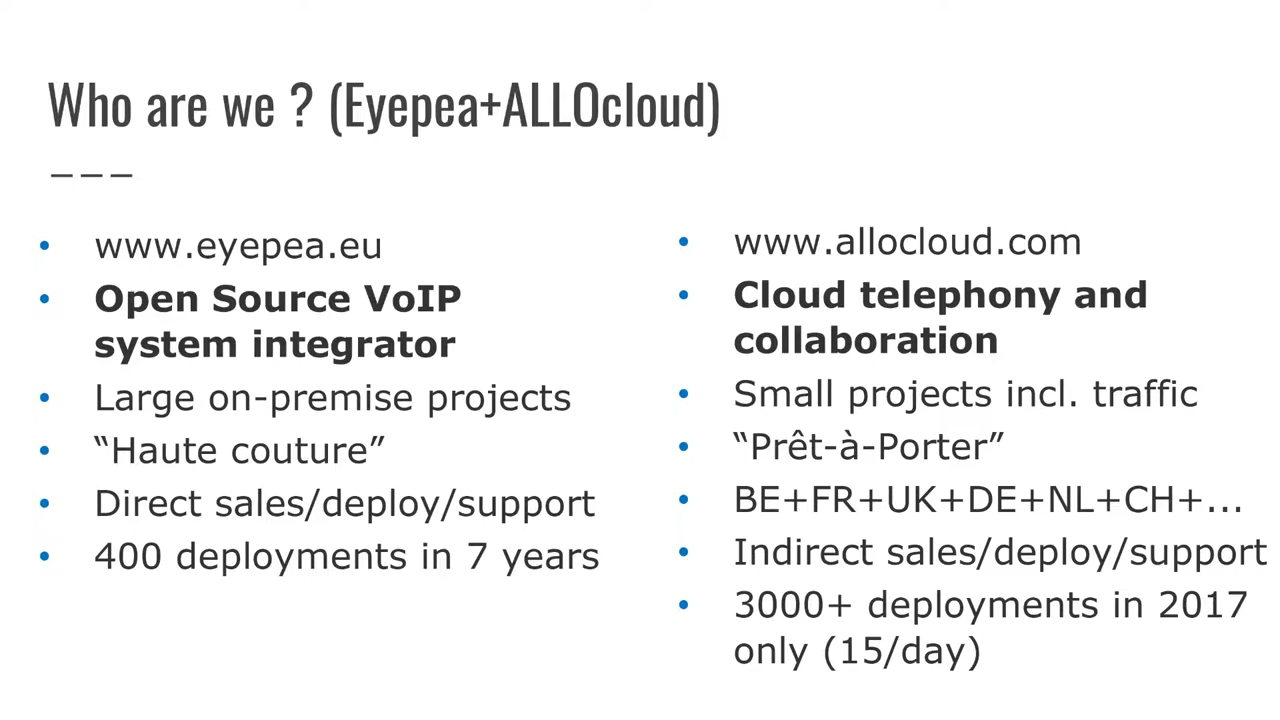 Who are we ? (Eyepea+ALLOcloud)
___
• www.eyepea.eu
• Open Source VoIP
system integrator
• Large on-premise projects
• “Haute couture”
• Direct sales/deploy/support
• 400 deployments in 7 years
• www.allocloud.com
• Cloud telephony and
collaboration
• Small projects incl. traffic
• “Prêt-à-Porter”
• BE+FR+UK+DE+NL+CH+...
• Indirect sales/deploy/support
• 3000+ deployments in 2017
only (15/day)